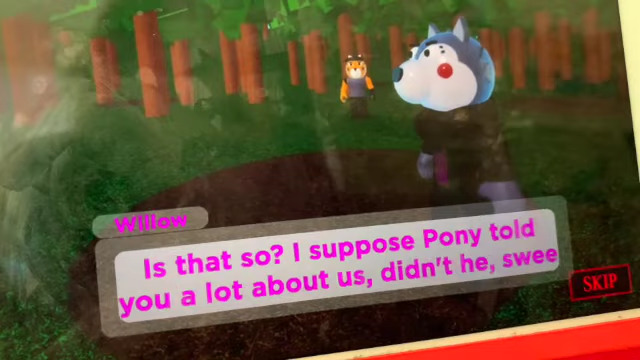 Willow
Is that so? I suppose Pony told
you a lot about us, didn't he, swee
SKIP